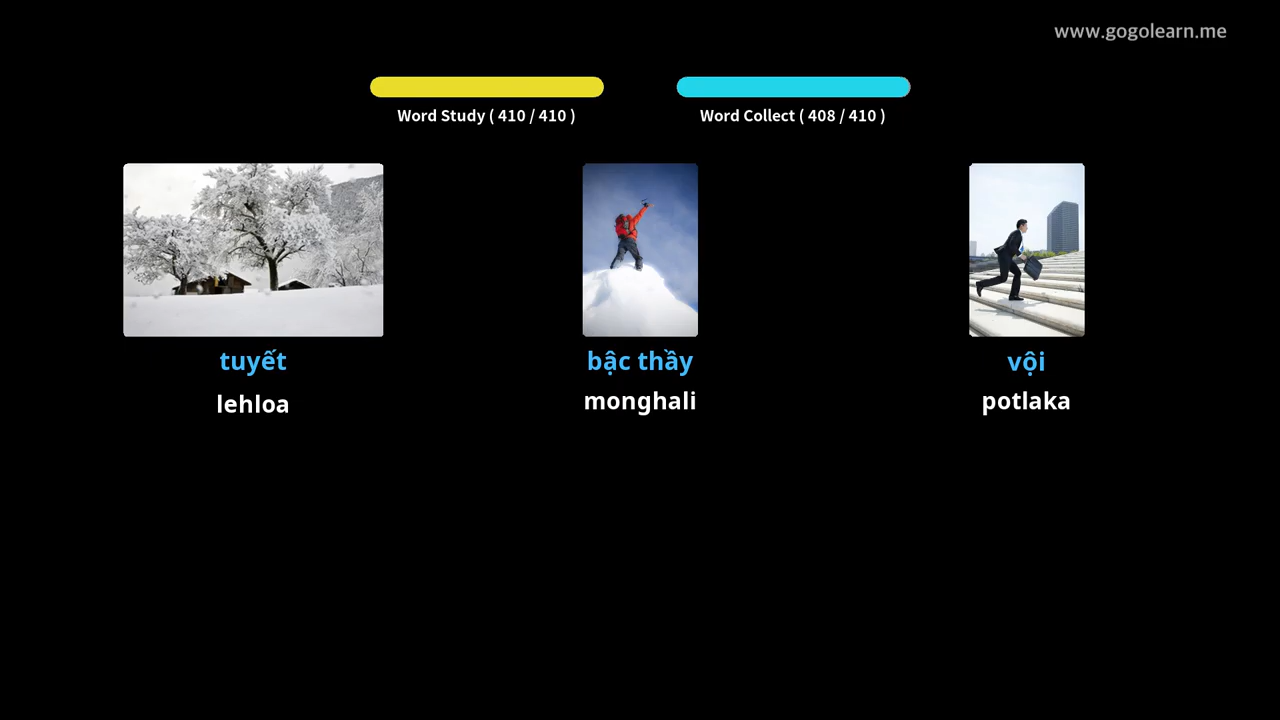 www.gogolearn.me
Word Study ( 410 / 410 )
Word Collect ( 408 / 410 )
tuyết
bậc thầy
vội
lehloa
monghali
potlaka